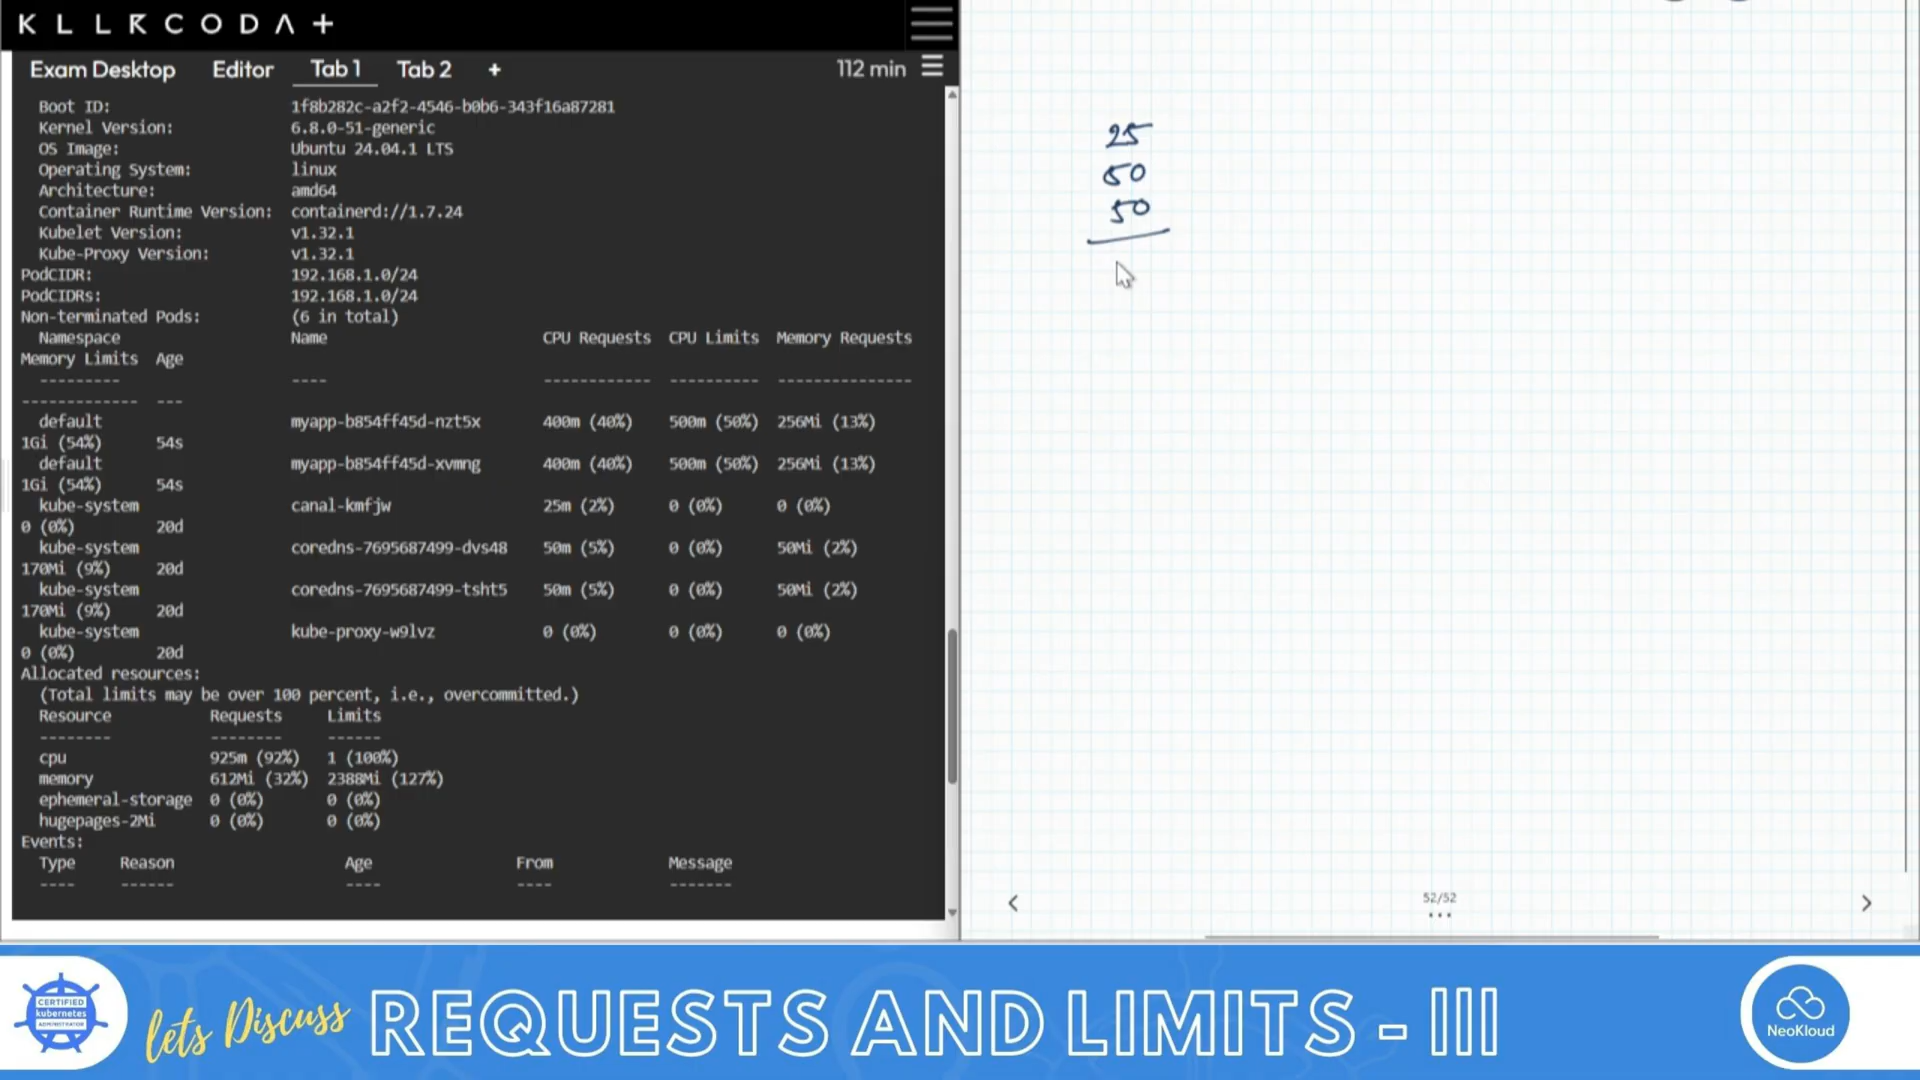 KLLRCODA+
Exam Desktop Editor Tab 1 Tab 2 + 112 min
Boot ID: 1f8b282c-a2f2-4546-b0b6-343f16a87281
Kernel Version: 6.8.0-51-generic
OS Image: Ubuntu 24.04.1 LTS
Operating System: linux
Architecture: amd64
Container Runtime Version: containerd://1.7.24
Kubelet Version: v1.32.1
Kube-Proxy Version: v1.32.1
PodCIDR: 192.168.1.0/24
PodCIDRs: 192.168.1.0/24
Non-terminated Pods: (6 in total)
Namespace Name CPU Requests CPU Limits Memory Requests
Memory Limits Age
--------- ---- ------------ ---------- ---------------
------------- ---
default myapp-b854ff45d-nzt5x 400m (40%) 500m (50%) 256Mi (13%)
1Gi (54%) 54s
default myapp-b854ff45d-xvmng 400m (40%) 500m (50%) 256Mi (13%)
1Gi (54%) 54s
kube-system canal-kmfjw 25m (2%) 0 (0%) 0 (0%)
0 (0%) 20d
kube-system coredns-7695687499-dvs48 50m (5%) 0 (0%) 50Mi (2%)
170Mi (9%) 20d
kube-system coredns-7695687499-tsht5 50m (5%) 0 (0%) 50Mi (2%)
170Mi (9%) 20d
kube-system kube-proxy-w9lvz 0 (0%) 0 (0%) 0 (0%)
0 (0%) 20d
Allocated resources:
(Total limits may be over 100 percent, i.e., overcommitted.)
Resource Requests Limits
-------- -------- ------
cpu 925m (92%) 1 (100%)
memory 612Mi (32%) 2388Mi (127%)
ephemeral-storage 0 (0%) 0 (0%)
hugepages-2Mi 0 (0%) 0 (0%)
Events:
Type Reason Age From Message
---- ------ ---- ---- -------
25
50
50
52/52
CERTIFIED
kubernetes
ADMINISTRATOR
lets Discuss
REQUESTS AND LIMITS - III
NeoKloud